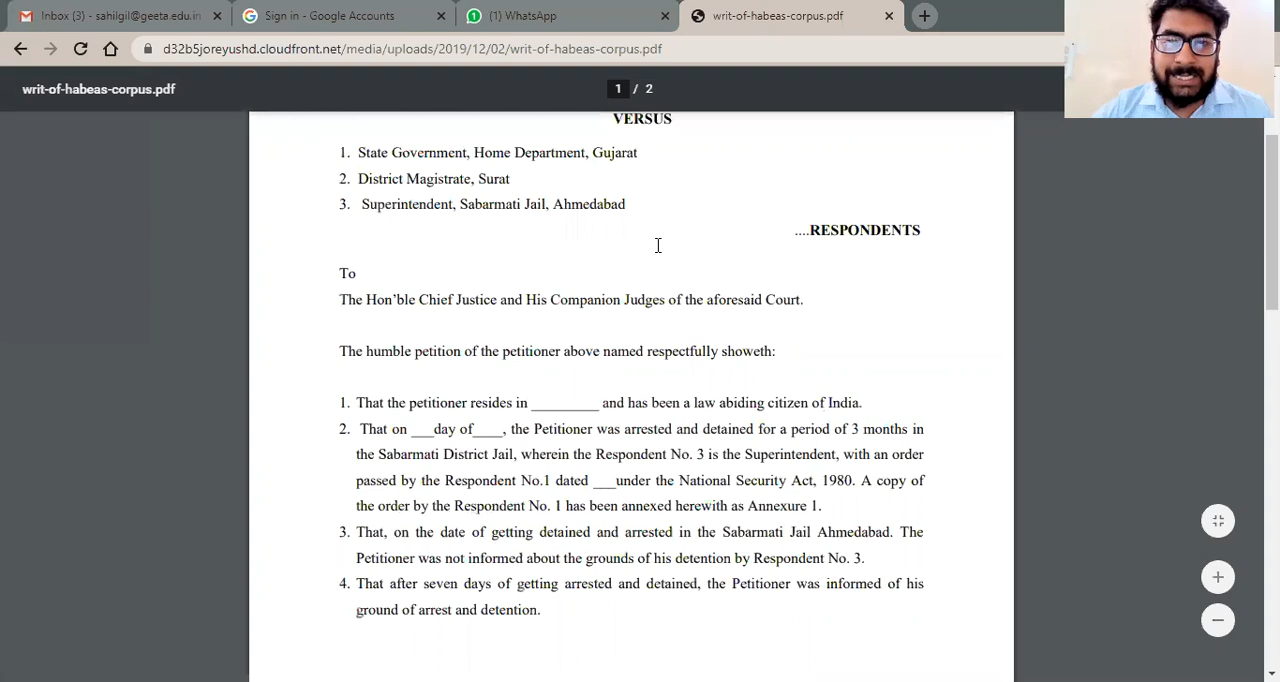 Inbox (3) - sahilgil@geeta.edu.in
Sign in - Google Accounts
(1) WhatsApp
writ-of-habeas-corpus.pdf
d32b5joreyushd.cloudfront.net/media/uploads/2019/12/02/writ-of-habeas-corpus.pdf
writ-of-habeas-corpus.pdf
1 / 2
VERSUS
1. State Government, Home Department, Gujarat
2. District Magistrate, Surat
3. Superintendent, Sabarmati Jail, Ahmedabad
....RESPONDENTS
To
The Hon'ble Chief Justice and His Companion Judges of the aforesaid Court.
The humble petition of the petitioner above named respectfully showeth:
1. That the petitioner resides in _________ and has been a law abiding citizen of India.
2. That on ___day of____, the Petitioner was arrested and detained for a period of 3 months in
the Sabarmati District Jail, wherein the Respondent No. 3 is the Superintendent, with an order
passed by the Respondent No.1 dated ___under the National Security Act, 1980. A copy of
the order by the Respondent No. 1 has been annexed herewith as Annexure 1.
3. That, on the date of getting detained and arrested in the Sabarmati Jail Ahmedabad. The
Petitioner was not informed about the grounds of his detention by Respondent No. 3.
4. That after seven days of getting arrested and detained, the Petitioner was informed of his
ground of arrest and detention.